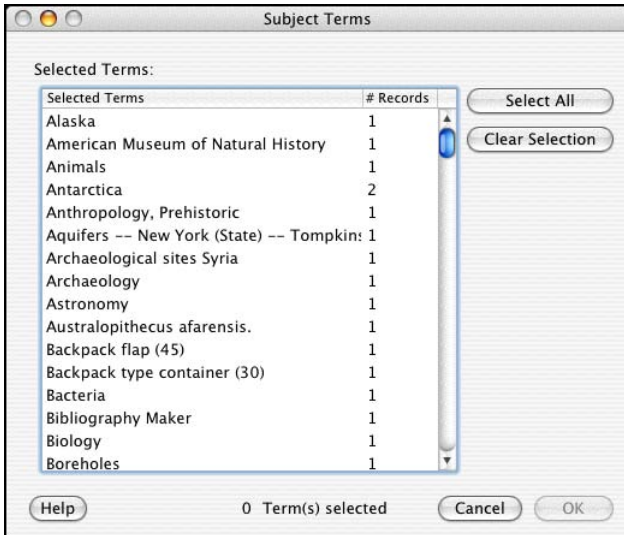 Subject Terms
Selected Terms:
Selected Terms # Records
Select All
Clear Selection
Alaska 1
American Museum of Natural History 1
Animals 1
Antarctica 2
Anthropology, Prehistoric 1
Aquifers -- New York (State) -- Tompkins 1
Archaeological sites Syria 1
Archaeology 1
Astronomy 1
Australopithecus afarensis. 1
Backpack flap (45) 1
Backpack type container (30) 1
Bacteria 1
Bibliography Maker 1
Biology 1
Boreholes 1
Help 0 Term(s) selected Cancel OK